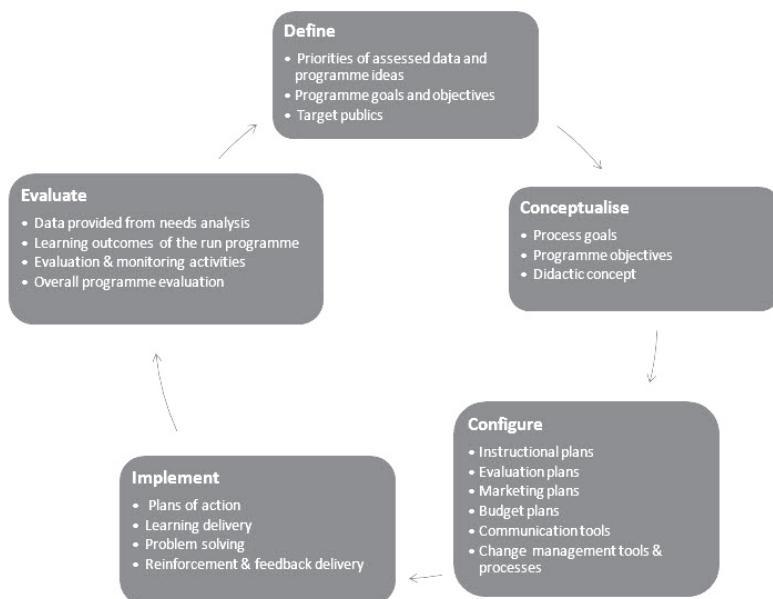 Define
• Priorities of assessed data and
programme ideas
• Programme goals and objectives
• Target publics
Conceptualise
• Process goals
• Programme objectives
• Didactic concept
Configure
• Instructional plans
• Evaluation plans
• Marketing plans
• Budget plans
• Communication tools
• Change management tools &
processes
Implement
• Plans of action
• Learning delivery
• Problem solving
• Reinforcement & feedback delivery
Evaluate
• Data provided from needs analysis
• Learning outcomes of the run programme
• Evaluation & monitoring activities
• Overall programme evaluation